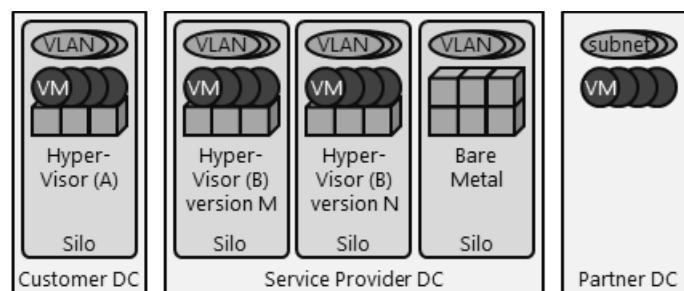 VLAN
VM
Hyper-
Visor (A)
Silo
Customer DC
VLAN
VM
Hyper-
Visor (B)
version M
Silo
VLAN
VM
Hyper-
Visor (B)
version N
Silo
VLAN
Bare
Metal
Silo
Service Provider DC
subnet
VM
Partner DC